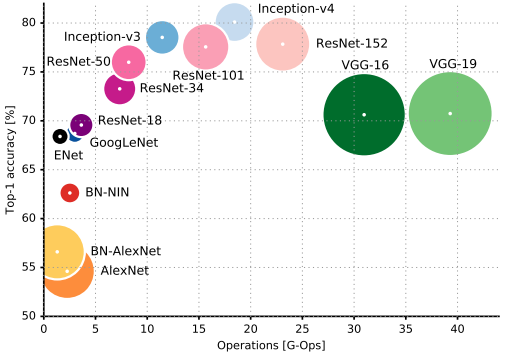 Inception-v4
80
Inception-v3
ResNet-152
ResNet-50
VGG-16
VGG-19
75
ResNet-101
ResNet-34
Top-1 accuracy [%]
70
ResNet-18
GoogLeNet
ENet
65
BN-NIN
60
BN-AlexNet
55
AlexNet
50
0 5 10 15 20 25 30 35 40
Operations [G-Ops]